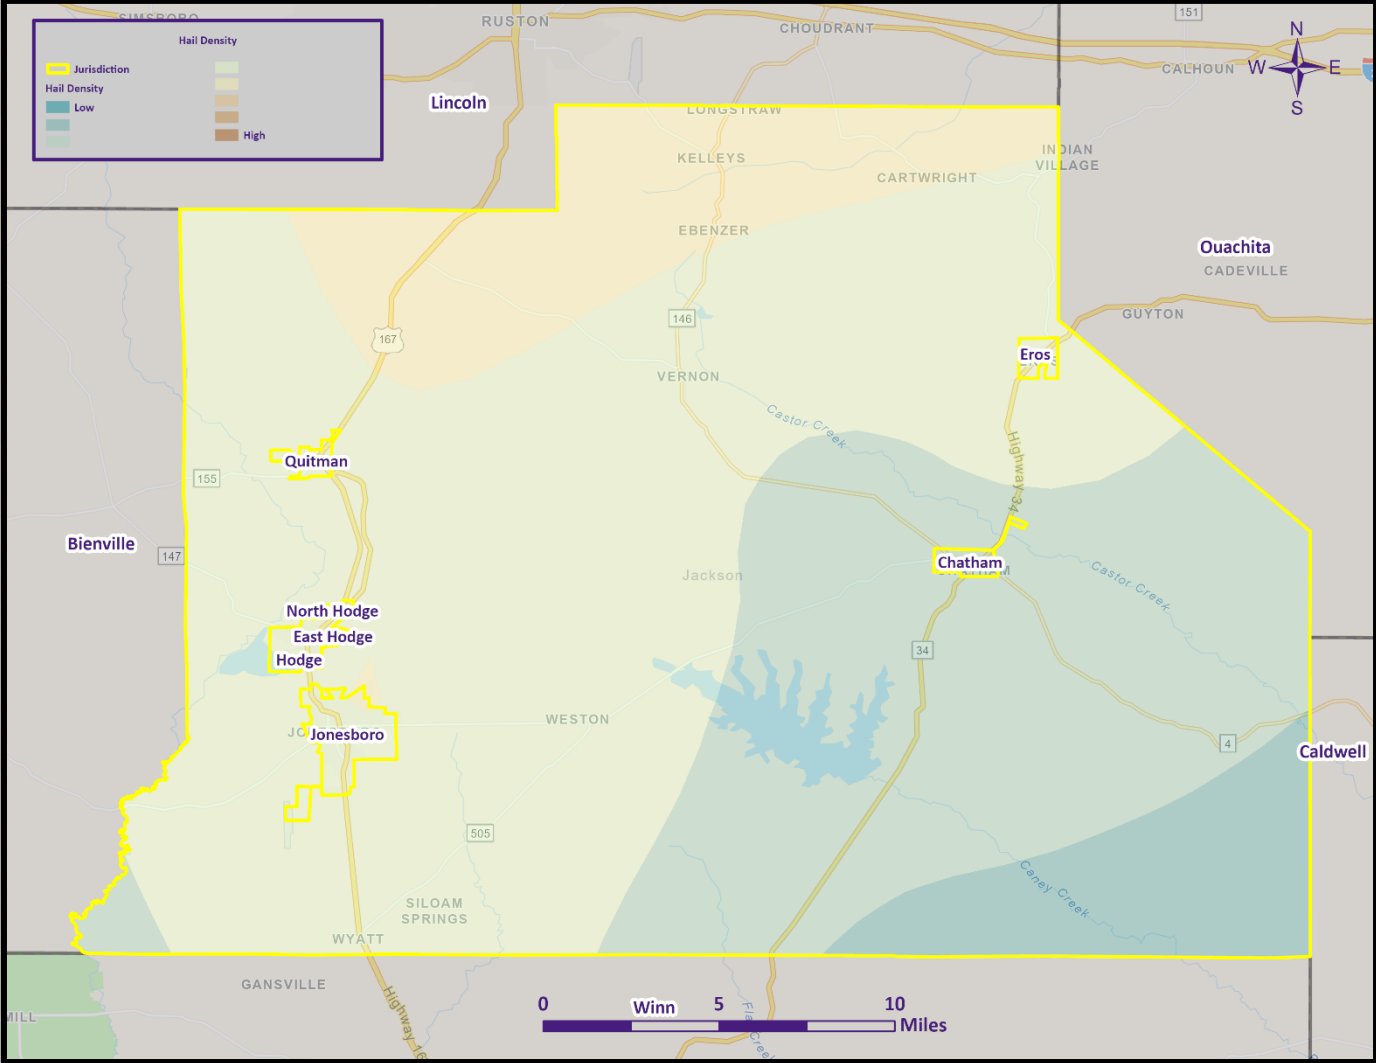 SIMSBORO
RUSTON
CHOUDRANT
151
CALHOUN
N
W
E
S
Hail Density
Jurisdiction
Hail Density
Low
High
Lincoln
LONGSTRAW
KELLEYS
CARTWRIGHT
INDIAN
VILLAGE
EBENZER
Ouachita
CADEVILLE
GUYTON
146
167
Eros
VERNON
Castor Creek
Highway 34
Quitman
155
Bienville
147
Chatham
Jackson
Castor Creek
North Hodge
East Hodge
Hodge
34
WESTON
Jonesboro
4
Caldwell
505
Caney Creek
SILOAM
SPRINGS
WYATT
GANSVILLE
Highway 16
0
5
10
Winn
Miles